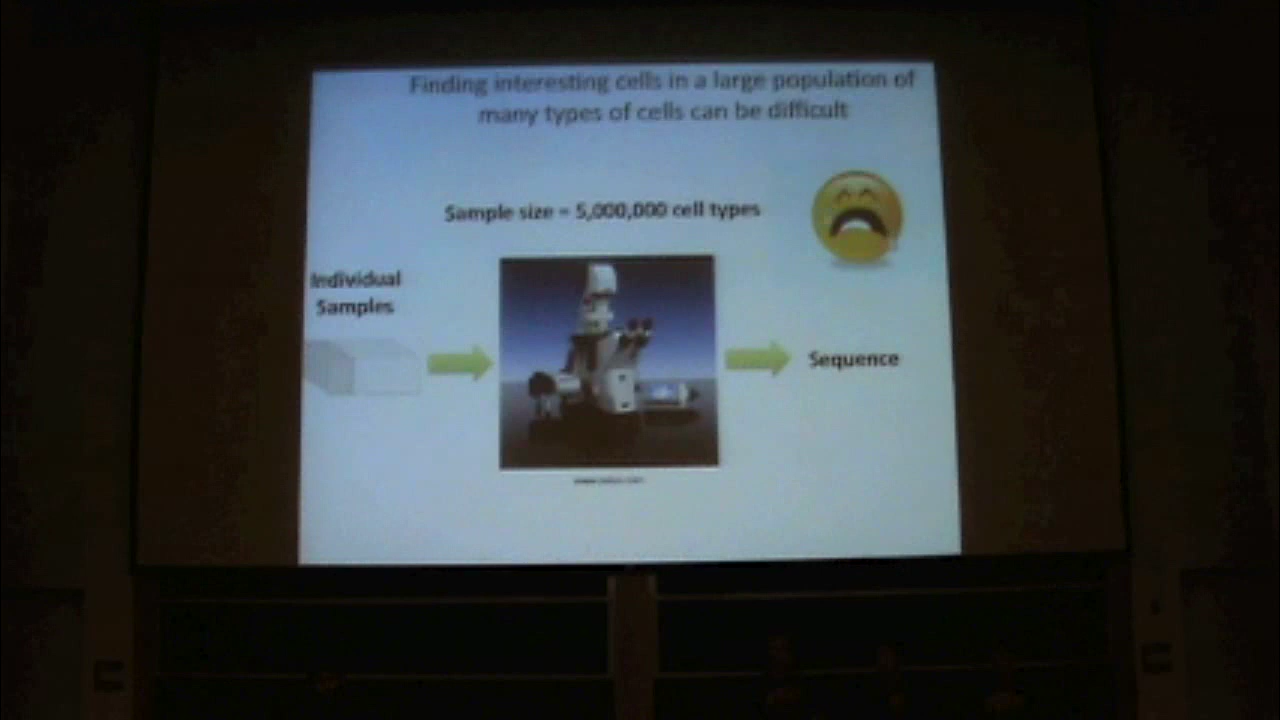 Finding interesting cells in a large population of
many types of cells can be difficult
Sample size = 5,000,000 cell types
Individual
Samples
Sequence